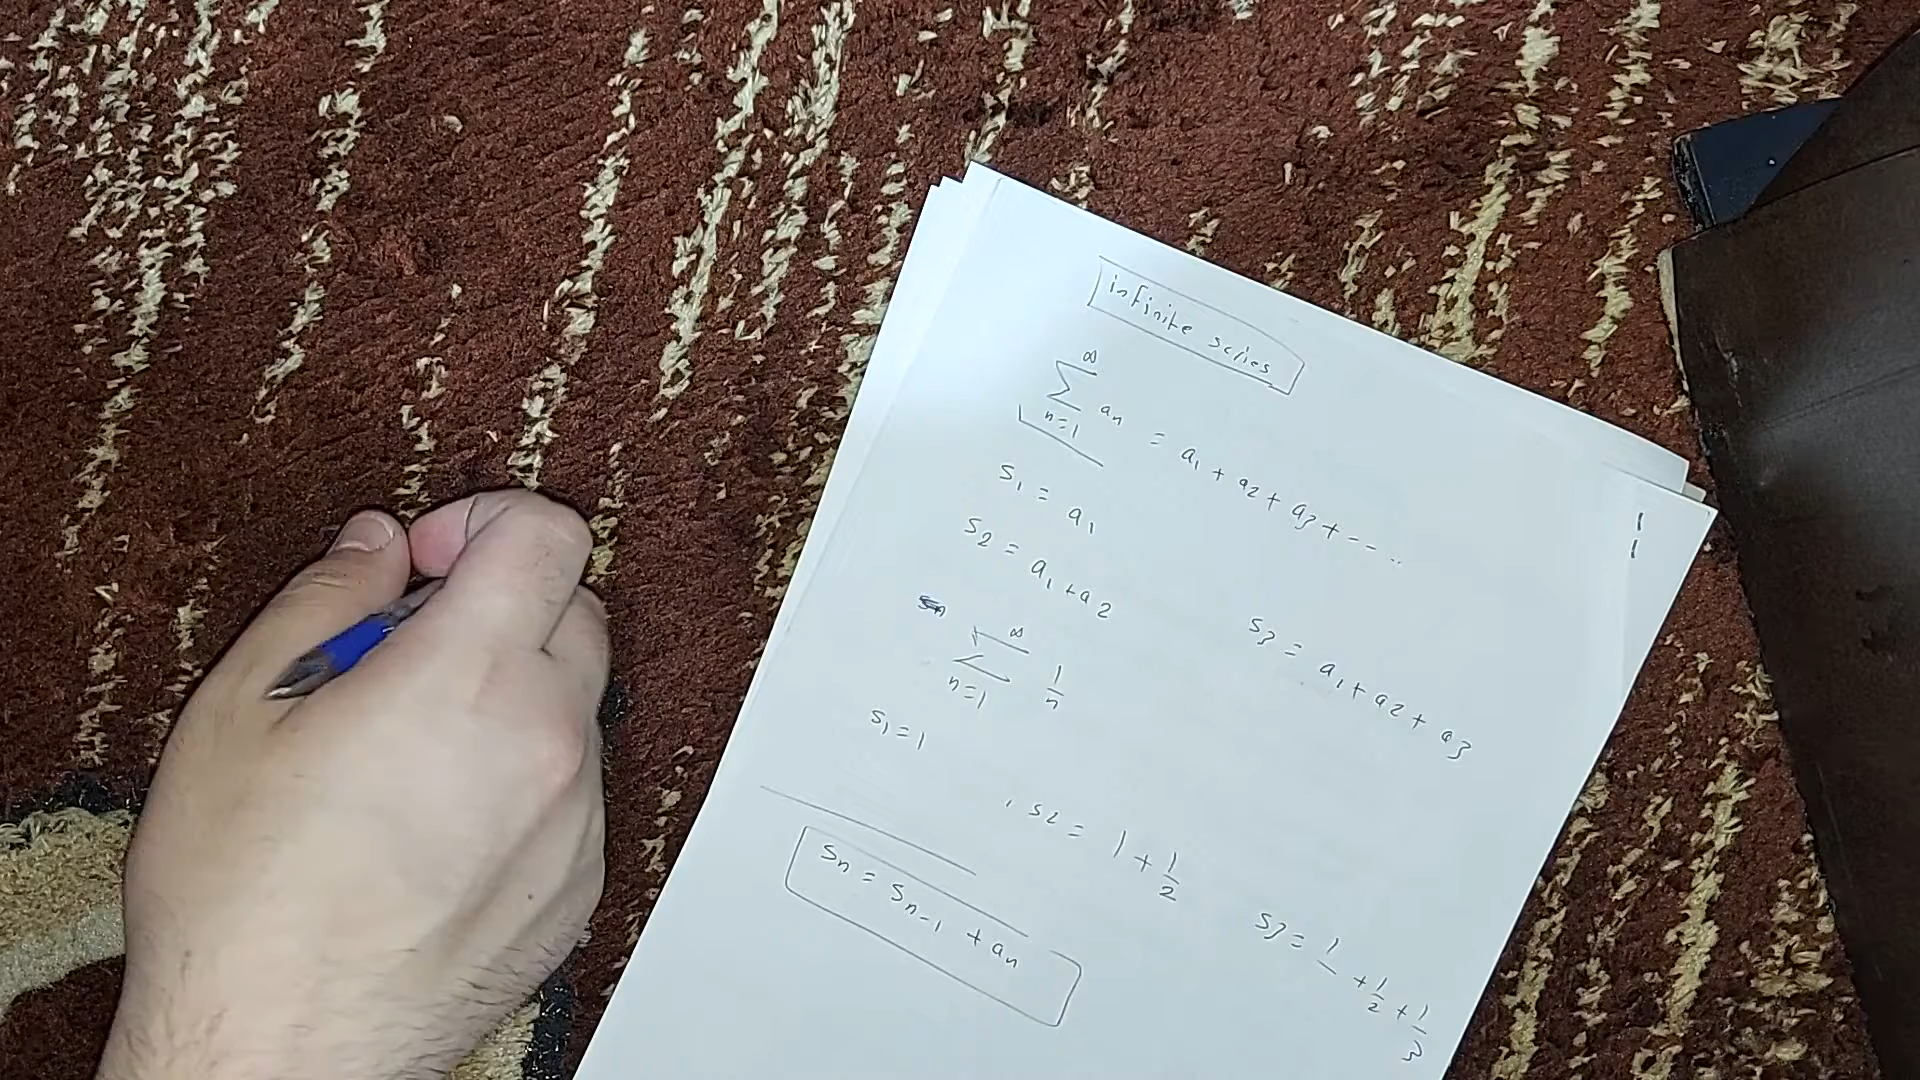 infinite series
∞
∑ an = a1 + a2 + a3 + -- ..
n=1
s1 = a1
s2 = a1 + a2
s3 = a1 + a2 + a3
∞
∑ 1/n
n=1
s1 = 1
, s2 = 1 + 1/2
s3 = 1 + 1/2 + 1/3
sn = sn-1 + an